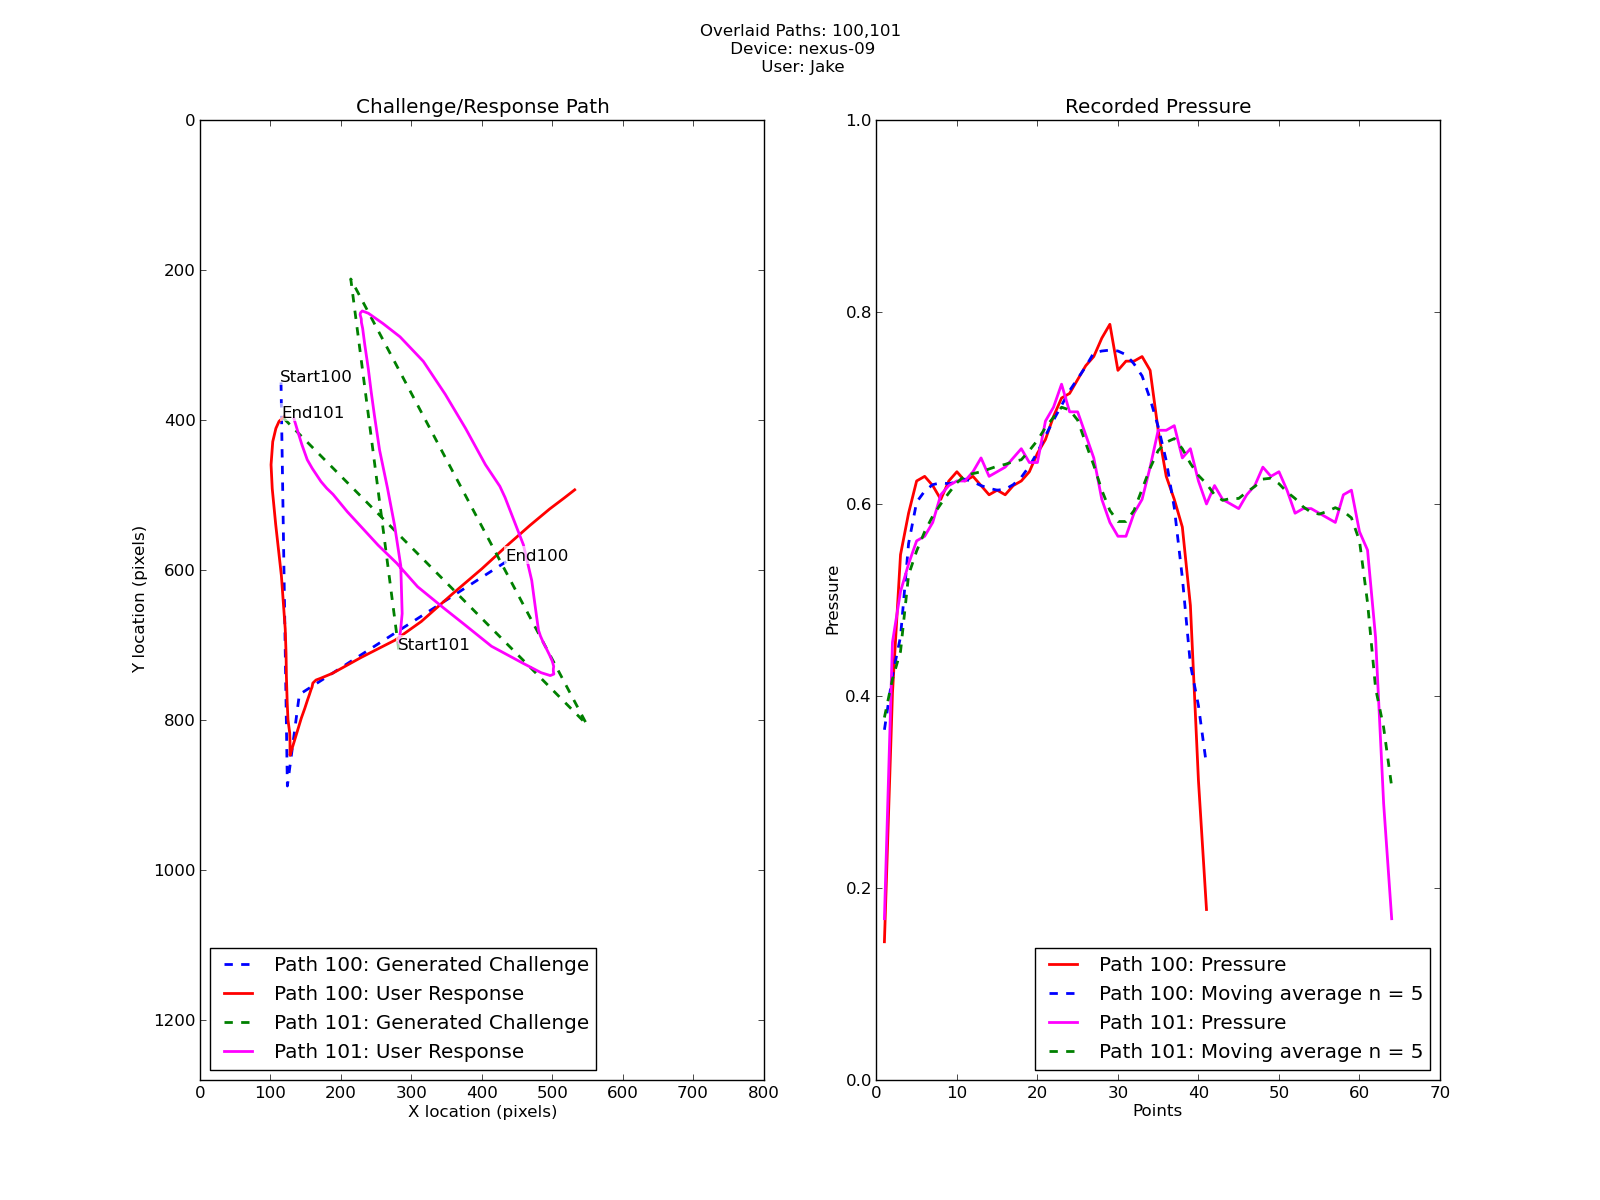 Overlaid Paths: 100,101
Device: nexus-09
User: Jake
Challenge/Response Path
0
200
400
600
800
1000
1200
Y location (pixels)
Start100
End101
End100
Start101
Path 100: Generated Challenge
Path 100: User Response
Path 101: Generated Challenge
Path 101: User Response
0 100 200 300 400 500 600 700 800
X location (pixels)
Recorded Pressure
1.0
0.8
0.6
0.4
0.2
0.0
Pressure
Path 100: Pressure
Path 100: Moving average n = 5
Path 101: Pressure
Path 101: Moving average n = 5
0 10 20 30 40 50 60 70
Points